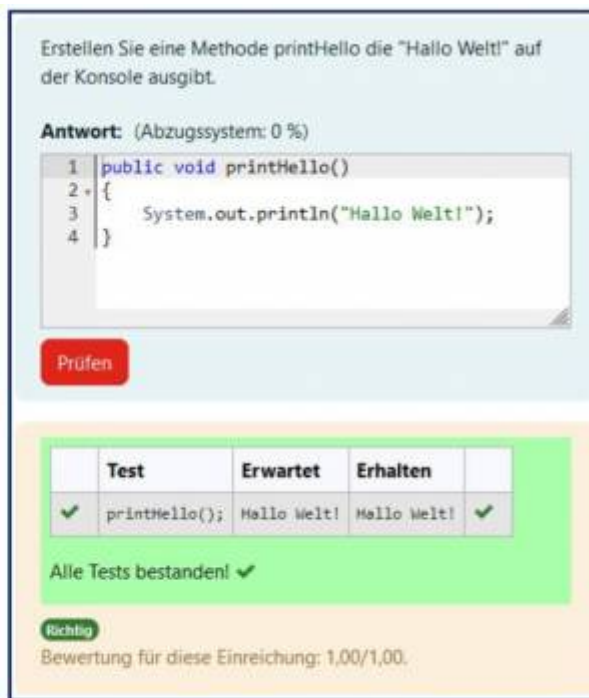 Erstellen Sie eine Methode printHello die "Hallo Welt!" auf
der Konsole ausgibt.
Antwort: (Abzugssystem: 0 %)
1 public void printHello()
2 {
3 System.out.println("Hallo Welt!");
4 }
Prüfen
Test Erwartet Erhalten
printHello(); Hallo Welt! Hallo Welt!
Alle Tests bestanden!
Richtig
Bewertung für diese Einreichung: 1,00/1,00.